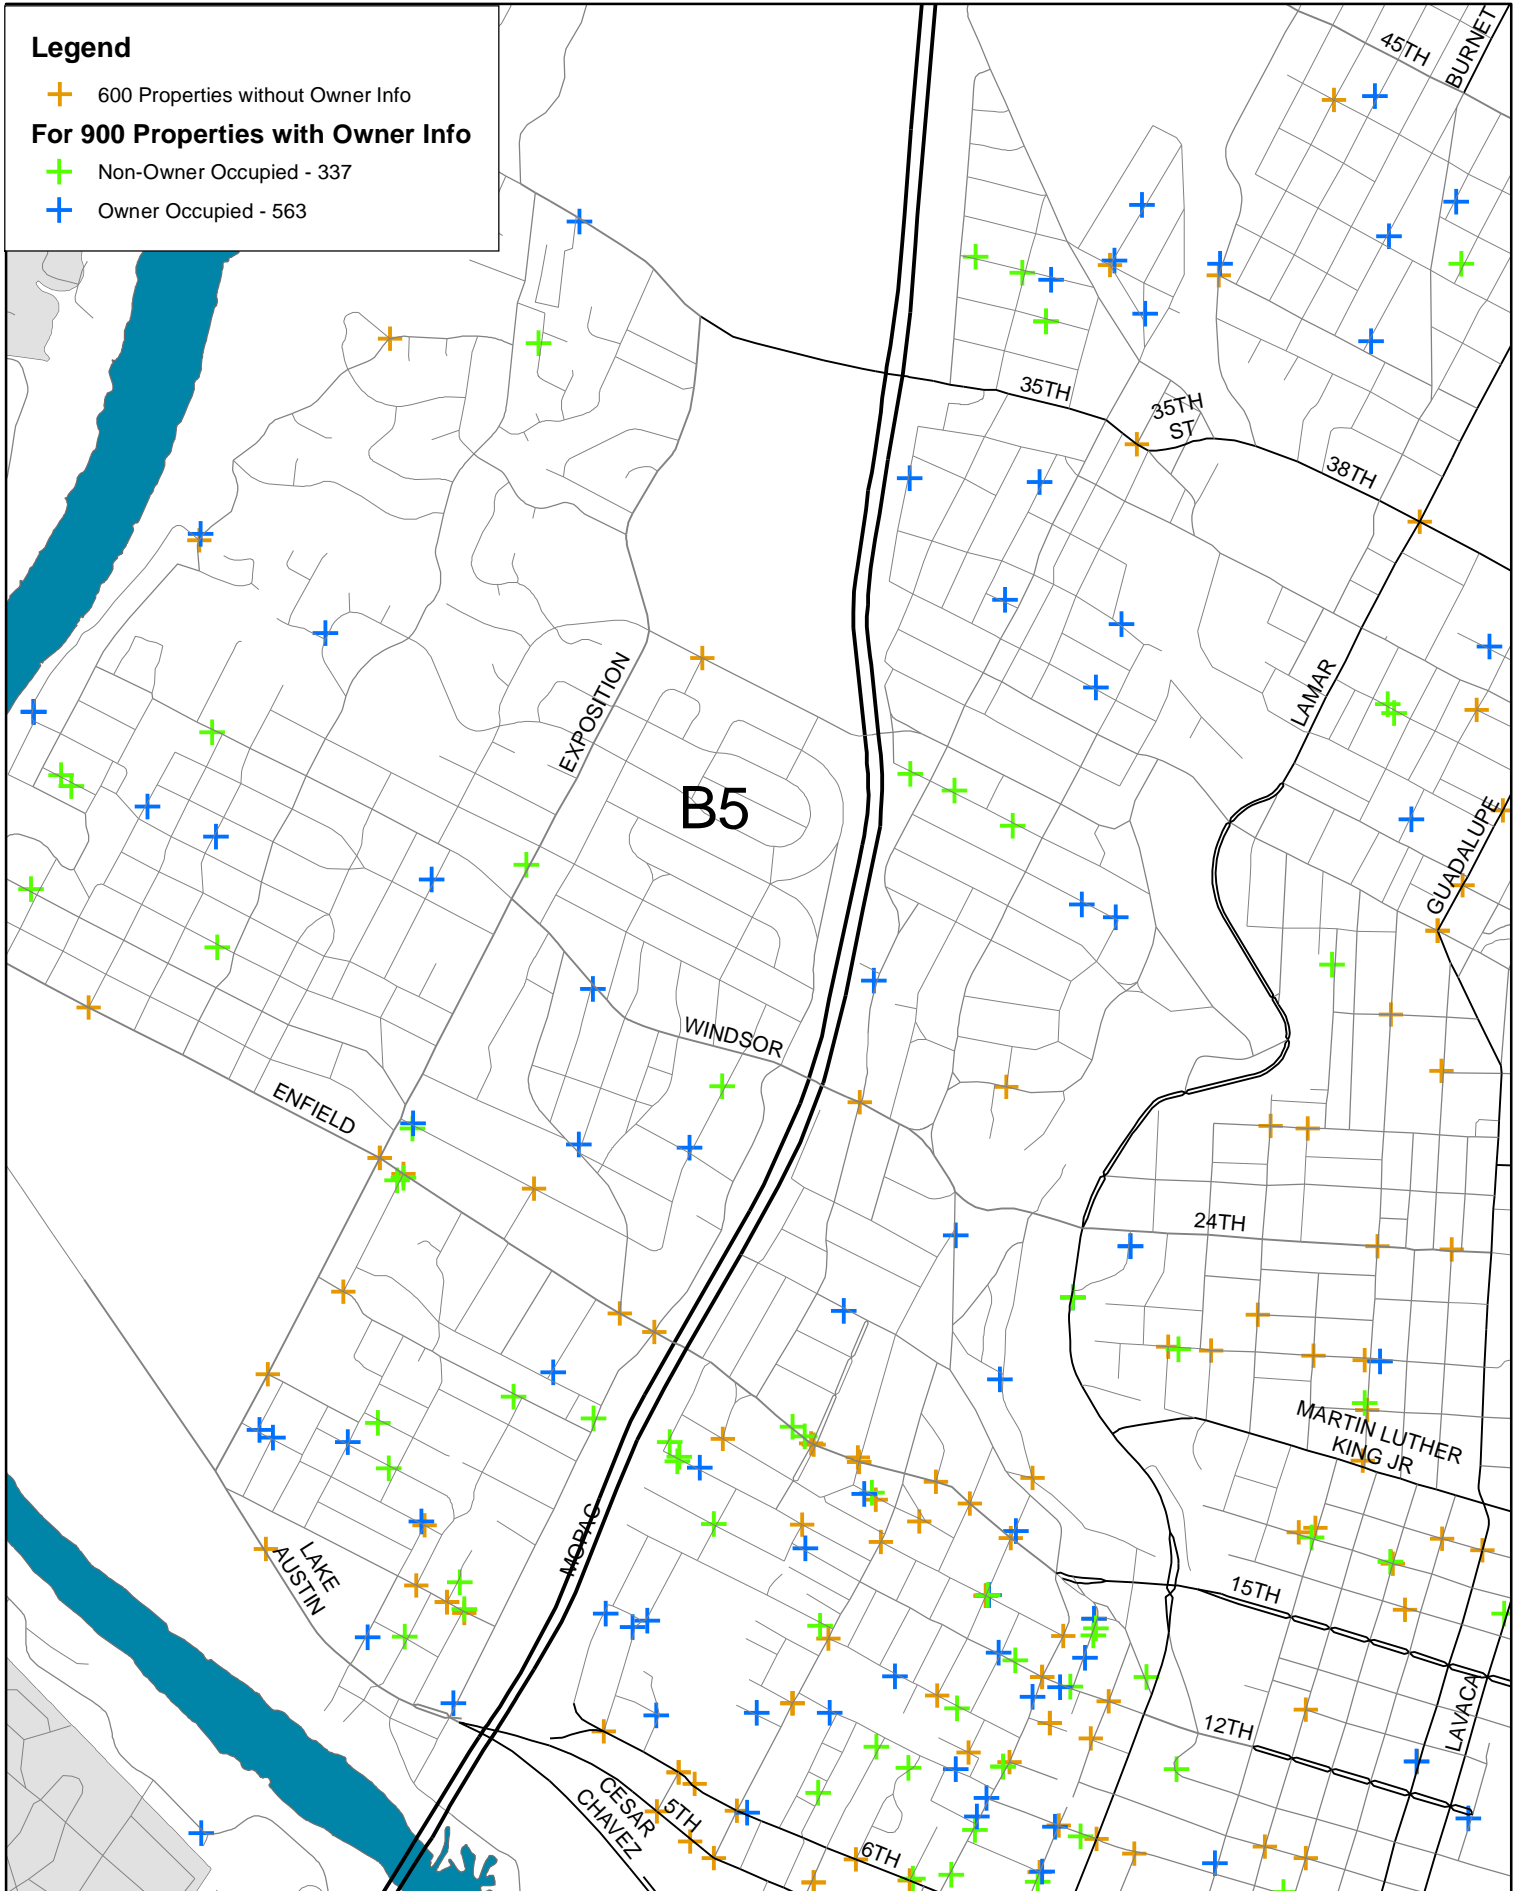 Legend
600 Properties without Owner Info
For 900 Properties with Owner Info
Non-Owner Occupied - 337
Owner Occupied - 563
45TH
BURNET
35TH
35TH
ST
38TH
EXPOSITION
LAMAR
B5
GUADALUPE
WINDSOR
ENFIELD
24TH
MARTIN LUTHER
KING JR
MOPAC
LAKE
AUSTIN
15TH
12TH
LAVACA
CESAR
CHAVEZ
5TH
6TH